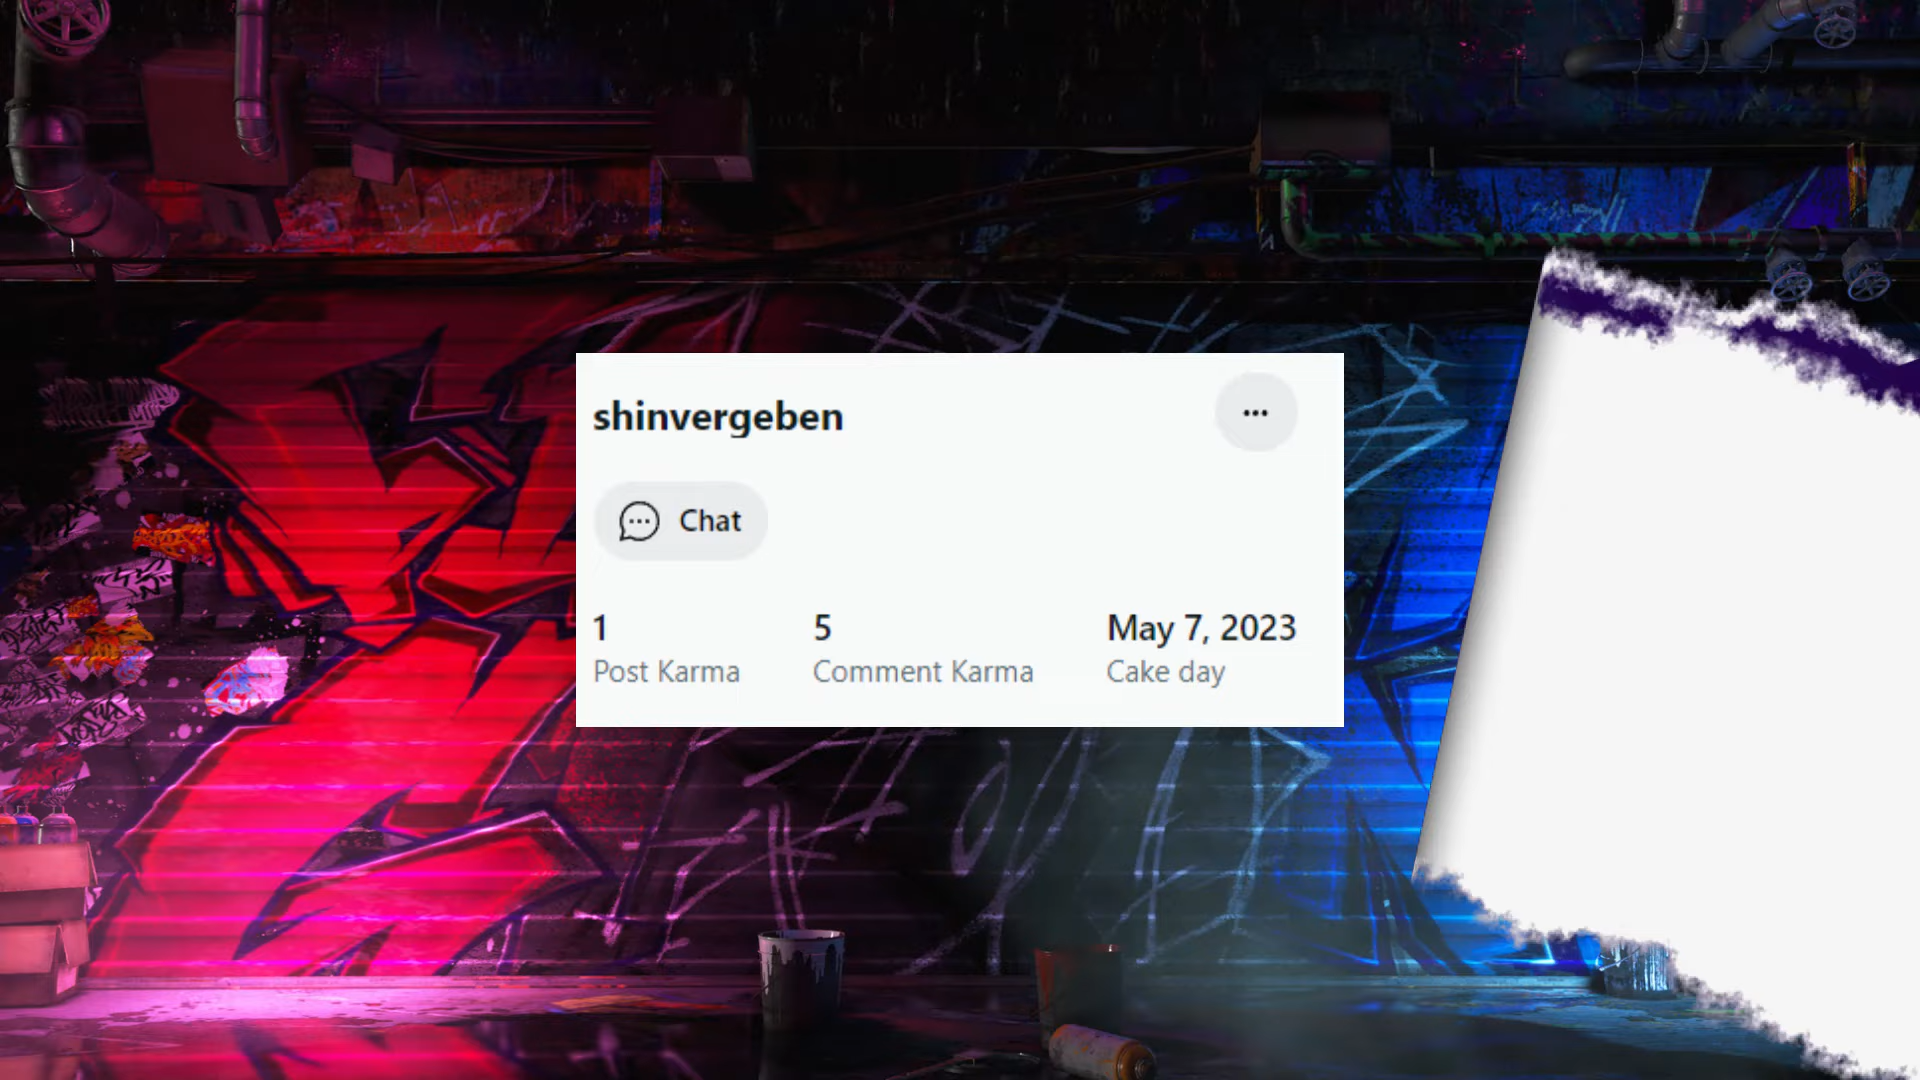 shinvergeben
Chat
1 5 May 7, 2023
Post Karma Comment Karma Cake day